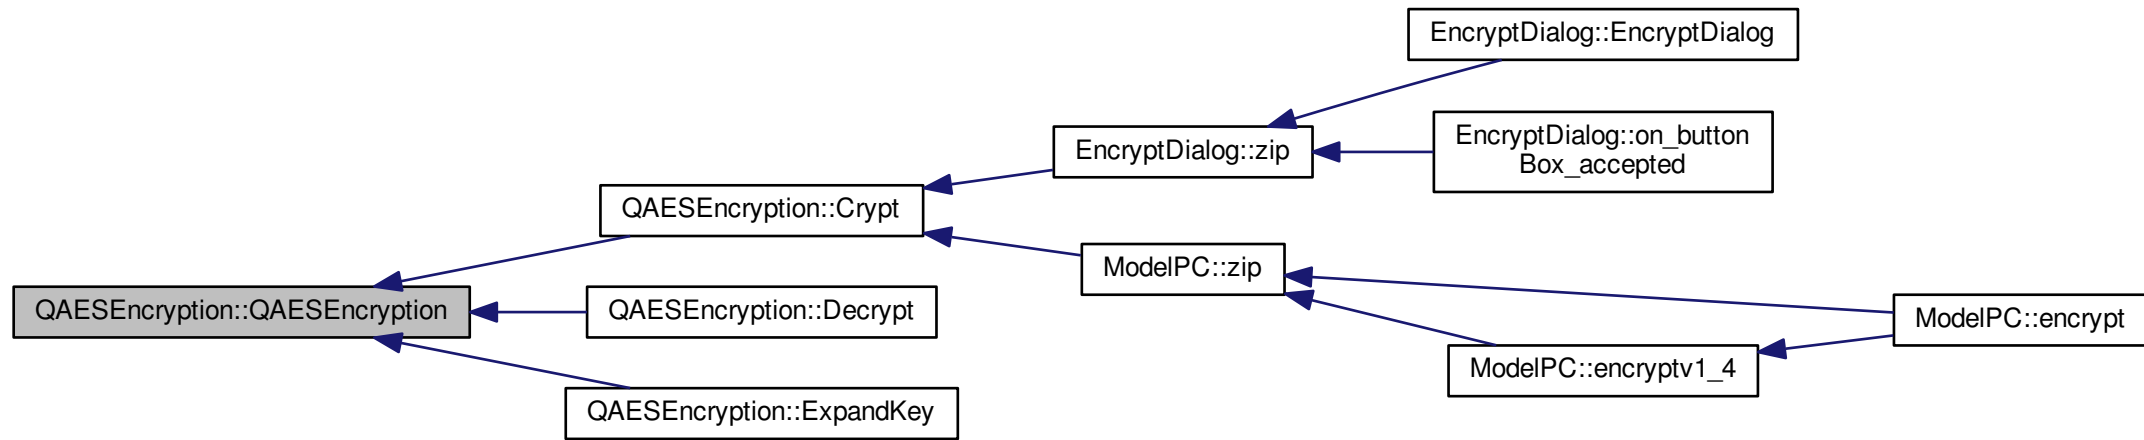 EncryptDialog::EncryptDialog
EncryptDialog::on_button
Box_accepted
EncryptDialog::zip
QAESEncryption::Crypt
ModelPC::zip
QAESEncryption::QAESEncryption
QAESEncryption::Decrypt
ModelPC::encrypt
ModelPC::encryptv1_4
QAESEncryption::ExpandKey